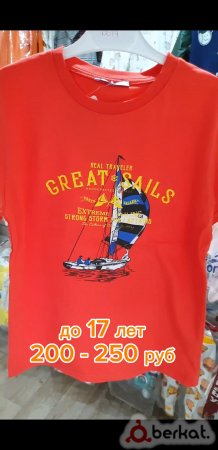 REAL TRAVELER
GREAT SAILS
EXTREME
STRONG STORM
до 17 лет
200 - 250 руб
berkat.